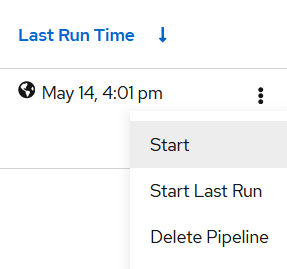 Last Run Time
May 14, 4:01 pm
Start
Start Last Run
Delete Pipeline